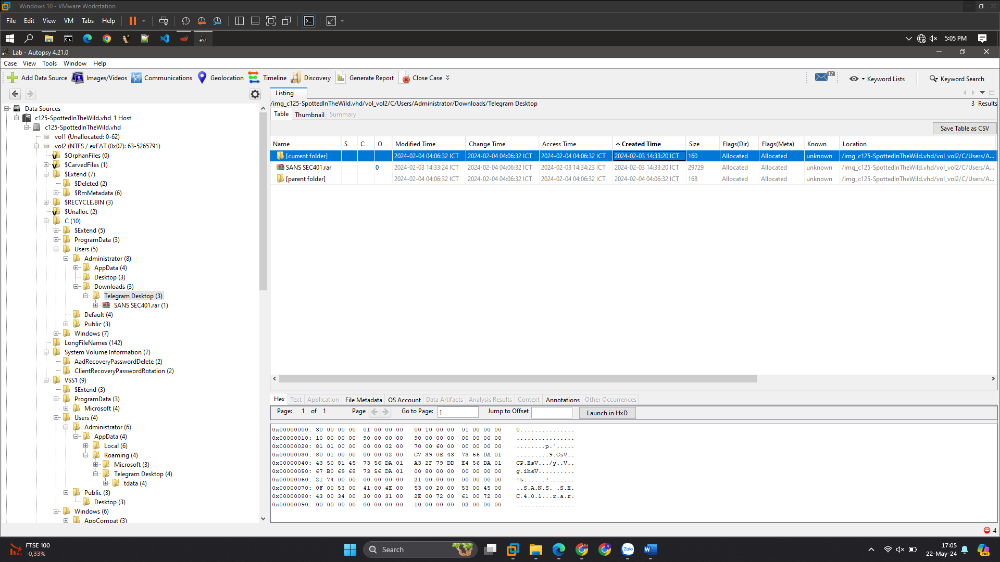 Windows 10 - VMware Workstation
File Edit View VM Tabs Help
5:05 PM
Lab - Autopsy 4.21.0
Case View Tools Window Help
Add Data Source Images/Videos Communications Geolocation Timeline Discovery Generate Report Close Case 17 Keyword Lists Keyword Search
Listing
/img_c125-SpottedInTheWild.vhd/vol_vol2/C/Users/Administrator/Downloads/Telegram Desktop 3 Results
Table Thumbnail Summary
Save Table as CSV
Name S C O Modified Time Change Time Access Time Created Time Size Flags(Dir) Flags(Meta) Known Location
[current folder] 2024-02-04 04:06:32 ICT 2024-02-04 04:06:32 ICT 2024-02-04 04:06:32 ICT 2024-02-03 14:33:20 ICT 160 Allocated Allocated unknown /img_c125-SpottedInTheWild.vhd/vol_vol2/C/Users/A...
SANS SEC401.rar 0 2024-02-03 14:33:24 ICT 2024-02-04 04:06:32 ICT 2024-02-03 14:34:23 ICT 2024-02-03 14:33:20 ICT 29729 Allocated Allocated unknown /img_c125-SpottedInTheWild.vhd/vol_vol2/C/Users/A...
[parent folder] 2024-02-04 04:06:32 ICT 2024-02-04 04:06:32 ICT 2024-02-04 04:06:32 ICT 2024-02-04 04:06:32 ICT 168 Allocated Allocated unknown /img_c125-SpottedInTheWild.vhd/vol_vol2/C/Users/A...
Data Sources
c125-SpottedInTheWild.vhd_1 Host
c125-SpottedInTheWild.vhd
vol1 (Unallocated: 0-62)
vol2 (NTFS / exFAT (0x07): 63-5265791)
$OrphanFiles (0)
$CarvedFiles (1)
$Extend (7)
$Deleted (2)
$RmMetadata (6)
$RECYCLE.BIN (3)
$Unalloc (2)
C (10)
$Extend (5)
ProgramData (3)
Users (5)
Administrator (8)
AppData (4)
Desktop (3)
Downloads (3)
Telegram Desktop (3)
SANS SEC401.rar (1)
Default (4)
Public (3)
Windows (7)
LongFileNames (142)
System Volume Information (7)
AadRecoveryPasswordDelete (2)
ClientRecoveryPasswordRotation (2)
VSS1 (9)
$Extend (3)
ProgramData (3)
Microsoft (4)
Users (4)
Administrator (6)
AppData (4)
Local (6)
Roaming (4)
Microsoft (3)
Telegram Desktop (4)
tdata (4)
Public (3)
Desktop (3)
Windows (6)
AppCompat (3)
Hex Text Application File Metadata OS Account Data Artifacts Analysis Results Context Annotations Other Occurrences
Page: 1 of 1 Page Go to Page: 1 Jump to Offset Launch in HxD
0x00000000: 30 00 00 00 01 00 00 00 00 10 00 00 01 00 00 00 0...............
0x00000010: 10 00 00 00 90 00 00 00 90 00 00 00 00 00 00 00 ................
0x00000020: 81 01 00 00 00 00 02 00 70 00 60 00 00 00 00 00 ........p.`.....
0x00000030: 80 01 00 00 00 00 02 00 C7 39 0E 43 73 56 DA 01 .........9.CsV..
0x00000040: 43 50 81 45 73 56 DA 01 A3 2F 79 DD E4 56 DA 01 CP.EsV.../y..V..
0x00000050: 67 B0 69 68 73 56 DA 01 00 80 00 00 00 00 00 00 g.ihsV..........
0x00000060: 21 74 00 00 00 00 00 00 21 00 00 00 00 00 00 00 !t......!.......
0x00000070: 0F 00 53 00 41 00 4E 00 53 00 20 00 53 00 45 00 ..S.A.N.S. .S.E.
0x00000080: 43 00 34 00 30 00 31 00 2E 00 72 00 61 00 72 00 C.4.0.1...r.a.r.
0x00000090: 00 00 00 00 00 00 00 00 10 00 00 00 02 00 00 00 ................
4
FTSE 100
-0,33%
Search
Zalo
17:05
22-May-24
PRE